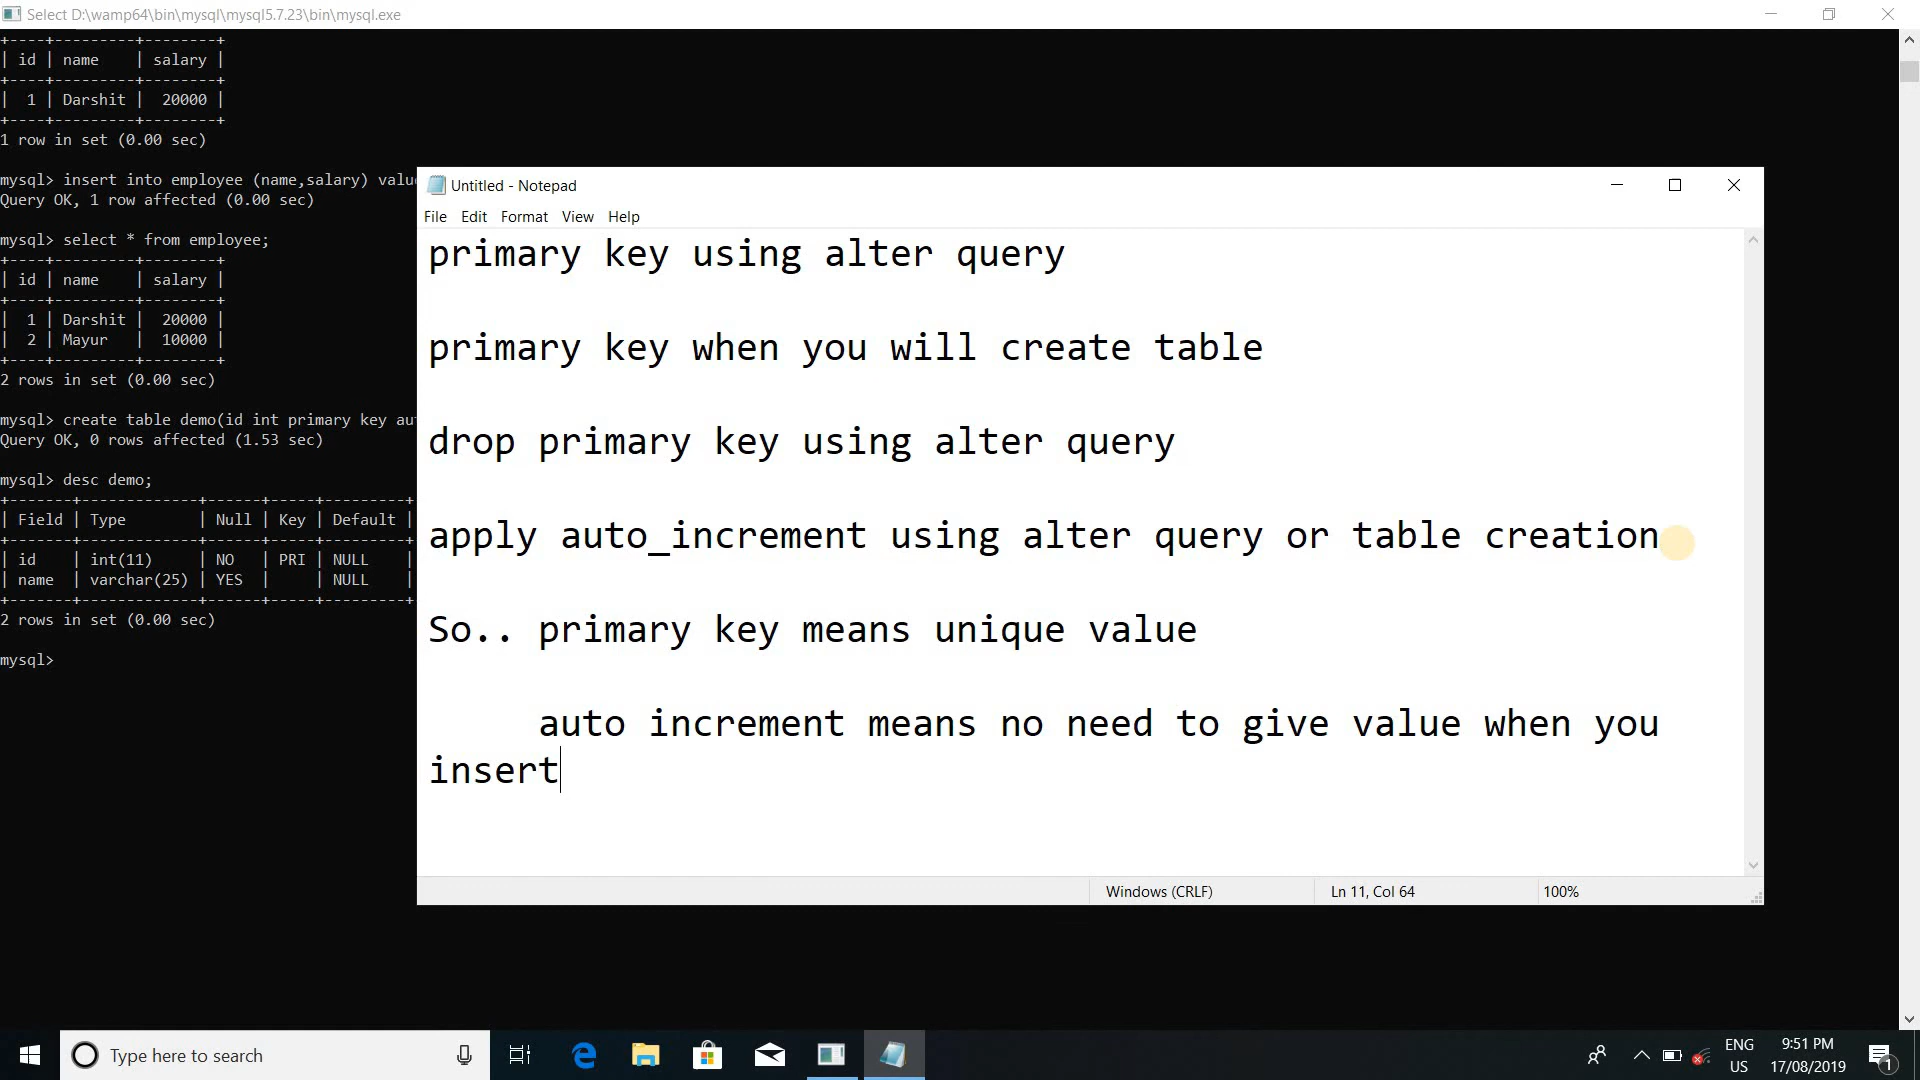 Select D:\wamp64\bin\mysql\mysql5.7.23\bin\mysql.exe
+----+---------+--------+
| id | name    | salary |
+----+---------+--------+
|  1 | Darshit |  20000 |
+----+---------+--------+
1 row in set (0.00 sec)
mysql> insert into employee (name,salary) valu
Query OK, 1 row affected (0.00 sec)
mysql> select * from employee;
+----+---------+--------+
| id | name    | salary |
+----+---------+--------+
|  1 | Darshit |  20000 |
|  2 | Mayur   |  10000 |
+----+---------+--------+
2 rows in set (0.00 sec)
mysql> create table demo(id int primary key au
Query OK, 0 rows affected (1.53 sec)
mysql> desc demo;
+-------+-------------+------+-----+---------+
| Field | Type        | Null | Key | Default |
+-------+-------------+------+-----+---------+
| id    | int(11)     | NO   | PRI | NULL    |
| name  | varchar(25) | YES  |     | NULL    |
+-------+-------------+------+-----+---------+
2 rows in set (0.00 sec)
mysql>
Untitled - Notepad
File Edit Format View Help
primary key using alter query
primary key when you will create table
drop primary key using alter query
apply auto_increment using alter query or table creation
So.. primary key means unique value
auto increment means no need to give value when you
insert
Windows (CRLF) Ln 11, Col 64 100%
Type here to search
ENG
US
9:51 PM
17/08/2019
1